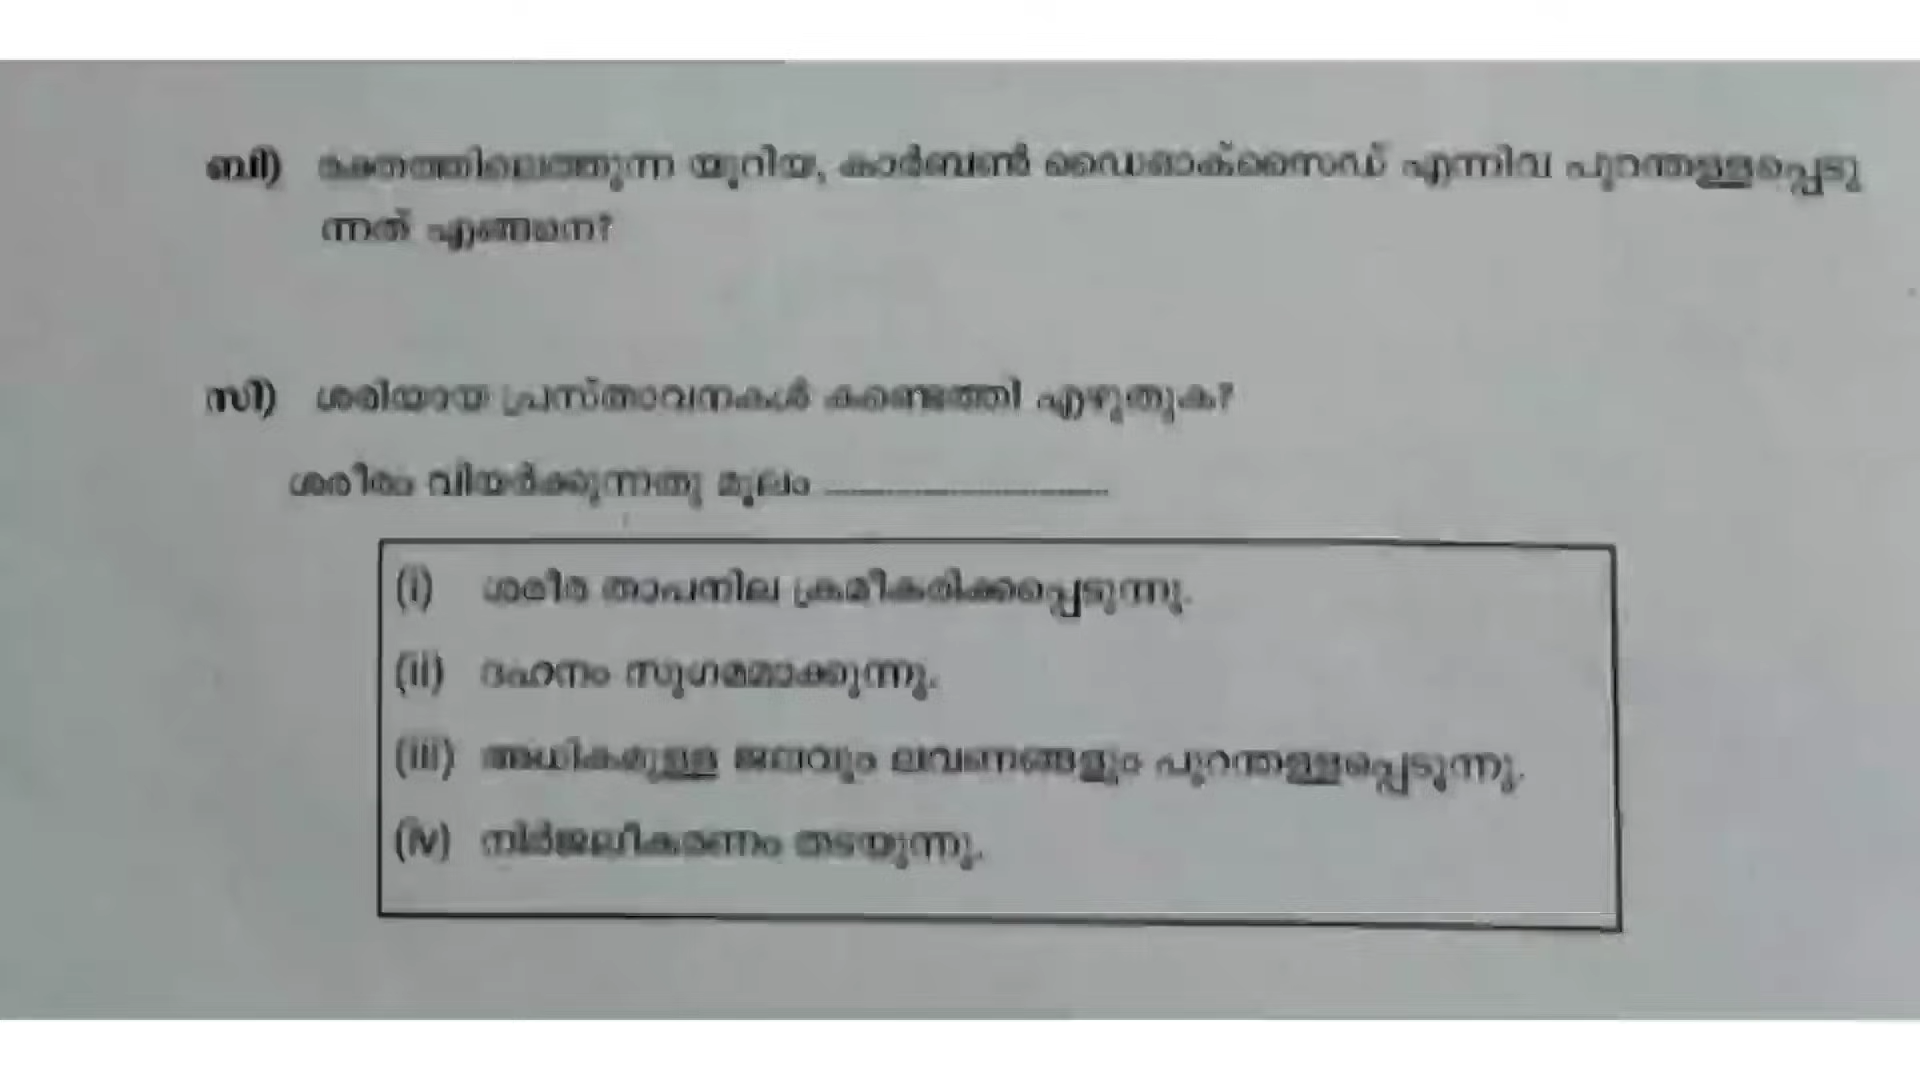 ബി) രക്തത്തിലെത്തുന്ന യൂറിയ, കാർബൺ ഡൈഓക്സൈഡ് എന്നിവ പുറന്തള്ളപ്പെടു
ന്നത് എങ്ങനെ?
സി) ശരിയായ പ്രസ്താവനകൾ കണ്ടെത്തി എഴുതുക?
ശരീരം വിയർക്കുന്നതു മൂലം ........................
(i) ശരീര താപനില ക്രമീകരിക്കപ്പെടുന്നു.
(ii) ദഹനം സുഗമമാക്കുന്നു.
(iii) അധികമുള്ള ജലവും ലവണങ്ങളും പുറന്തള്ളപ്പെടുന്നു.
(iv) നിർജലീകരണം തടയുന്നു.